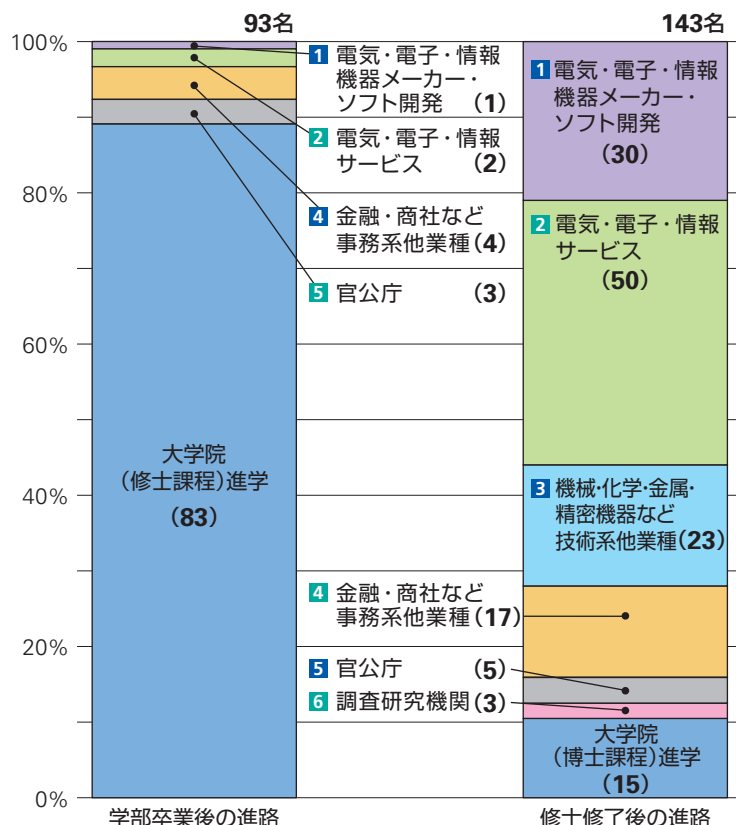 93名
143名
100%
80%
60%
40%
20%
0%
1 電気・電子・情報
機器メーカー・
ソフト開発 (1)
2 電気・電子・情報
サービス (2)
4 金融・商社など
事務系他業種(4)
5 官公庁 (3)
大学院
(修士課程)進学
(83)
1 電気・電子・情報
機器メーカー・
ソフト開発
(30)
2 電気・電子・情報
サービス
(50)
3 機械・化学・金属・
精密機器など
技術系他業種(23)
4 金融・商社など
事務系他業種(17)
5 官公庁 (5)
6 調査研究機関(3)
大学院
(博士課程)進学
(15)
学部卒業後の進路
修士修了後の進路